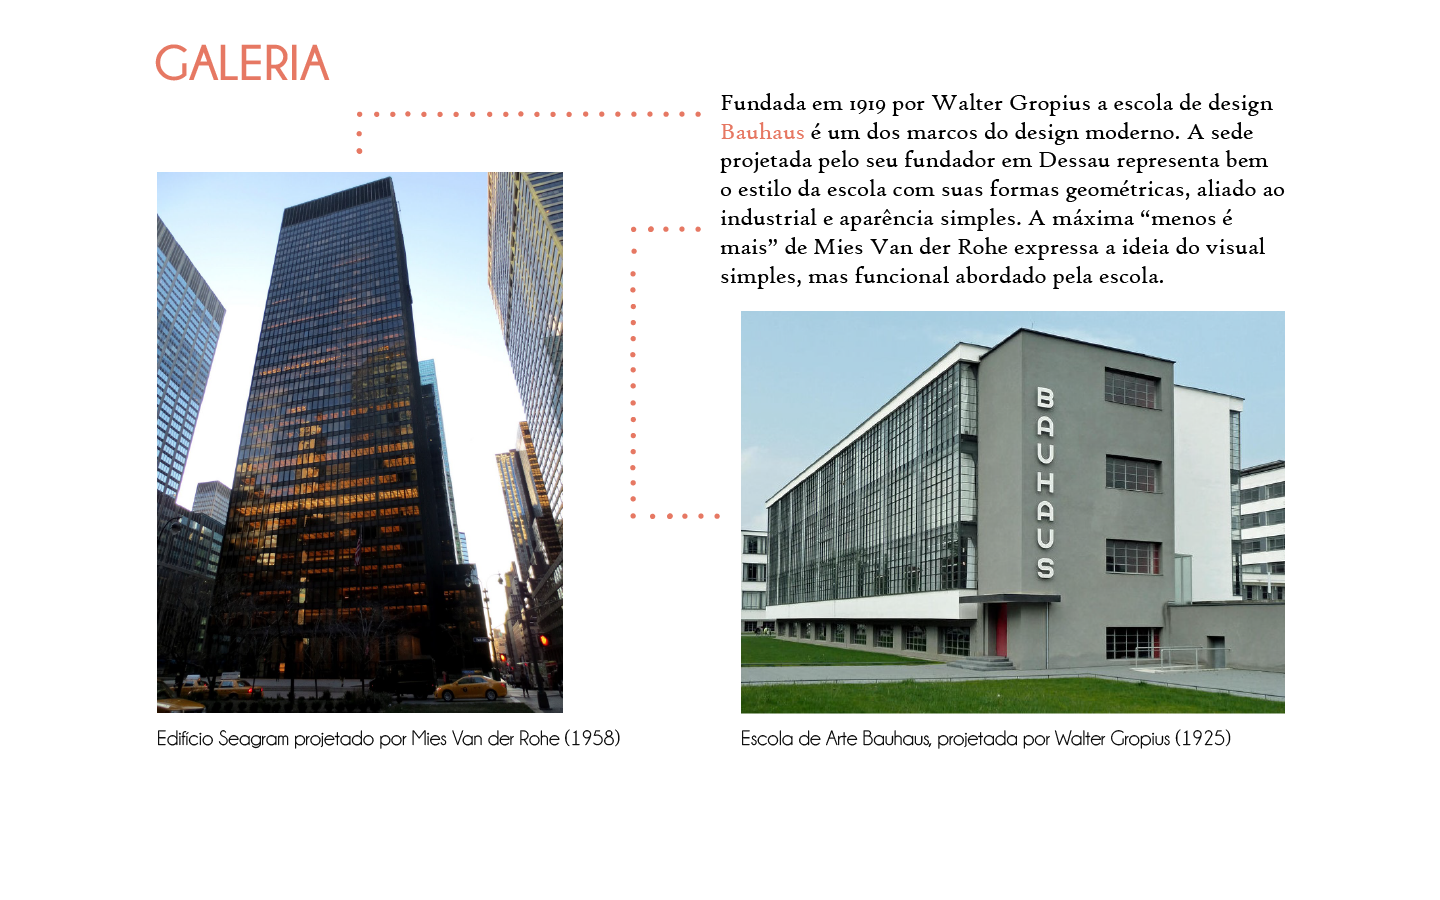 GALERIA
Fundada em 1919 por Walter Gropius a escola de design
Bauhaus é um dos marcos do design moderno. A sede
projetada pelo seu fundador em Dessau representa bem
o estilo da escola com suas formas geométricas, aliado ao
industrial e aparência simples. A máxima “menos é
mais” de Mies Van der Rohe expressa a ideia do visual
simples, mas funcional abordado pela escola.
BAUHAUS
Edifício Seagram projetado por Mies Van der Rohe (1958)
Escola de Arte Bauhaus, projetada por Walter Gropius (1925)